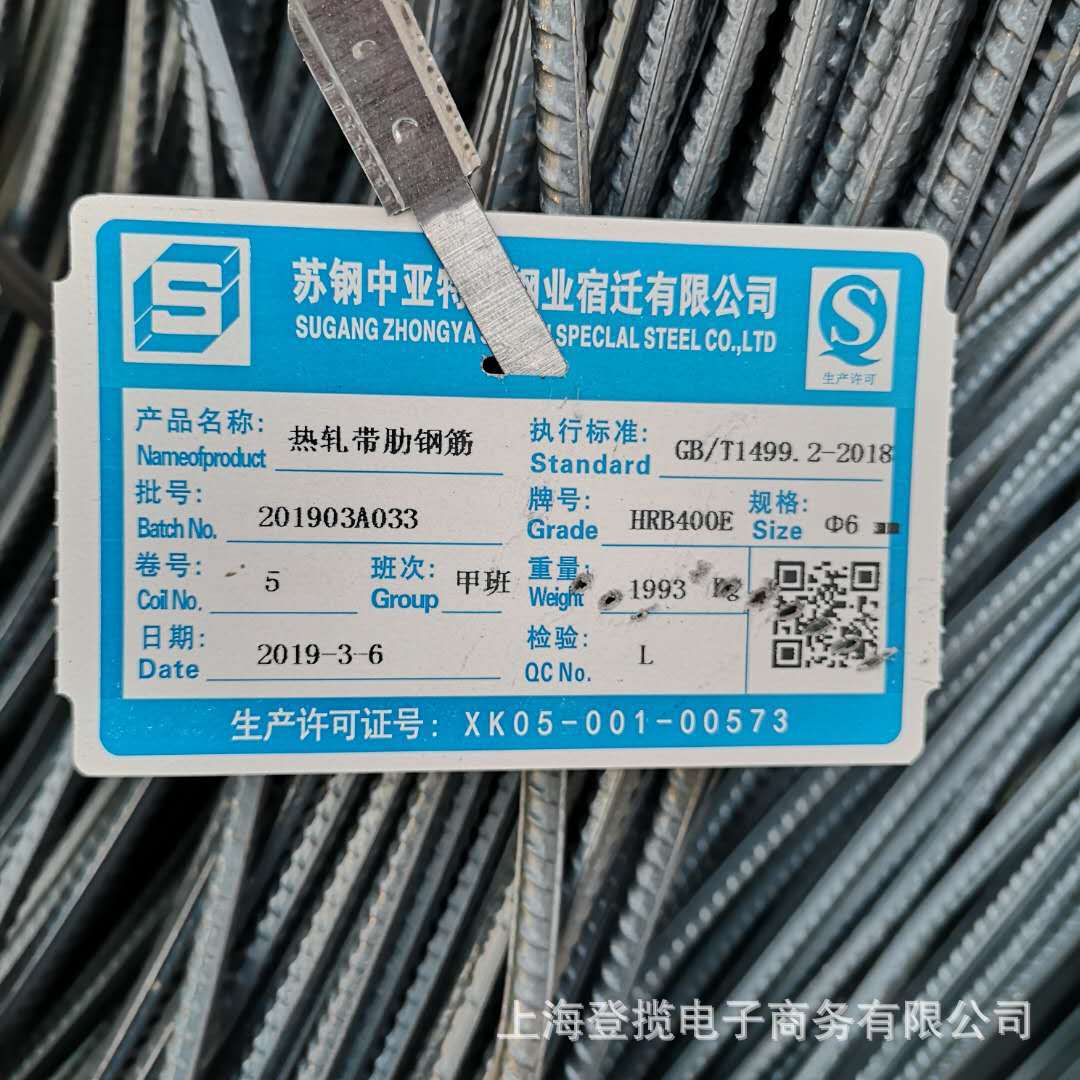 苏钢中亚特 钢业宿迁有限公司
SUGANG ZHONGYA SPECLAL STEEL CO.,LTD
S
生产许可
产品名称: 热轧带肋钢筋 执行标准: GB/T1499.2-2018
Nameofproduct Standard
批号: 201903A033 牌号: HRB400E 规格: Φ6
Batch No. Grade Size
卷号: 5 班次: 甲班 重量: 1993 Kg
Coil No. Group Weight
日期: 2019-3-6 检验: L
Date QC No.
生产许可证号: XK05-001-00573
上海登揽电子商务有限公司